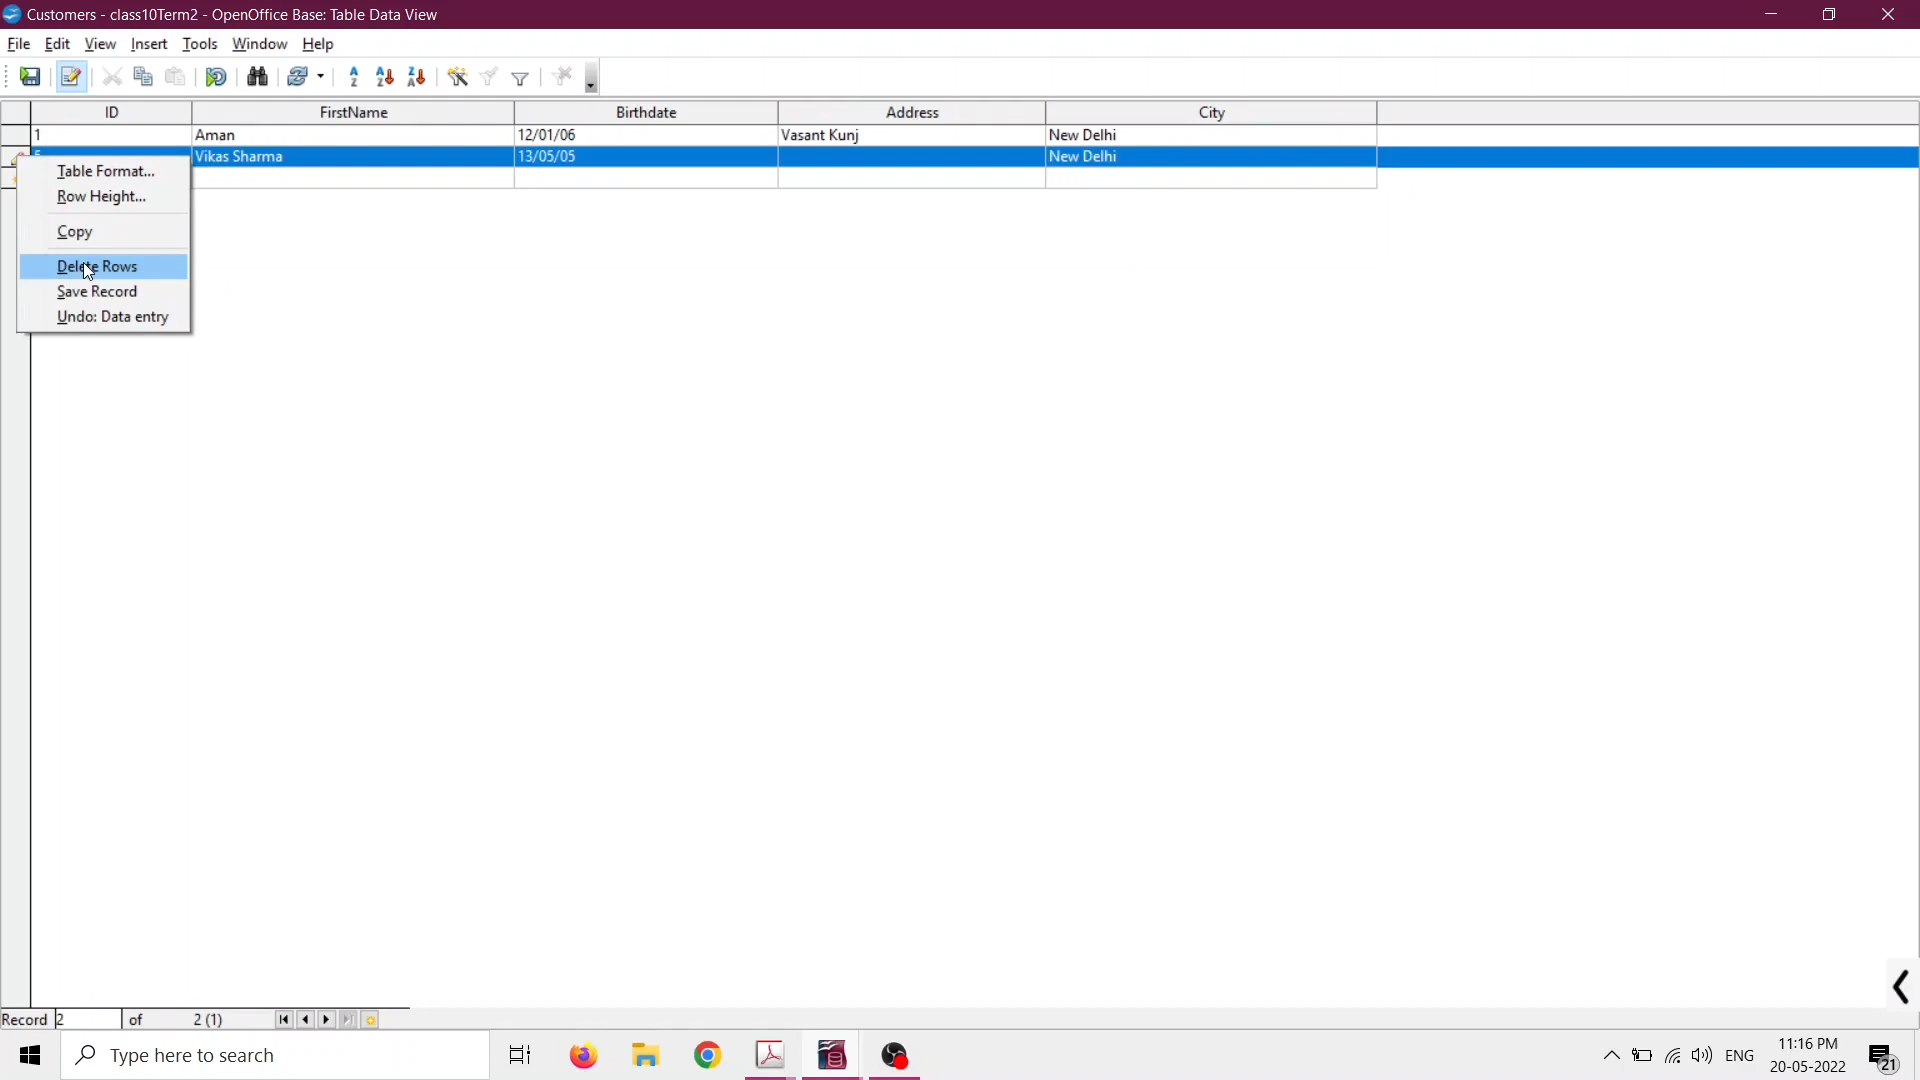 Customers - class10Term2 - OpenOffice Base: Table Data View
File Edit View Insert Tools Window Help
ID FirstName Birthdate Address City
1 Aman 12/01/06 Vasant Kunj New Delhi
Vikas Sharma 13/05/05 New Delhi
Table Format...
Row Height...
Copy
Delete Rows
Save Record
Undo: Data entry
Record 2 of 2 (1)
Type here to search
ENG
11:16 PM
20-05-2022
21